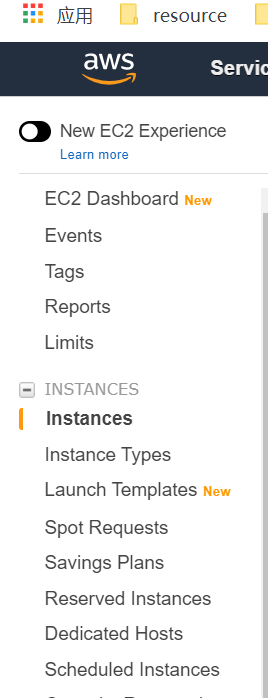 应用 resource
aws Servic
New EC2 Experience
Learn more
EC2 Dashboard New
Events
Tags
Reports
Limits
INSTANCES
Instances
Instance Types
Launch Templates New
Spot Requests
Savings Plans
Reserved Instances
Dedicated Hosts
Scheduled Instances